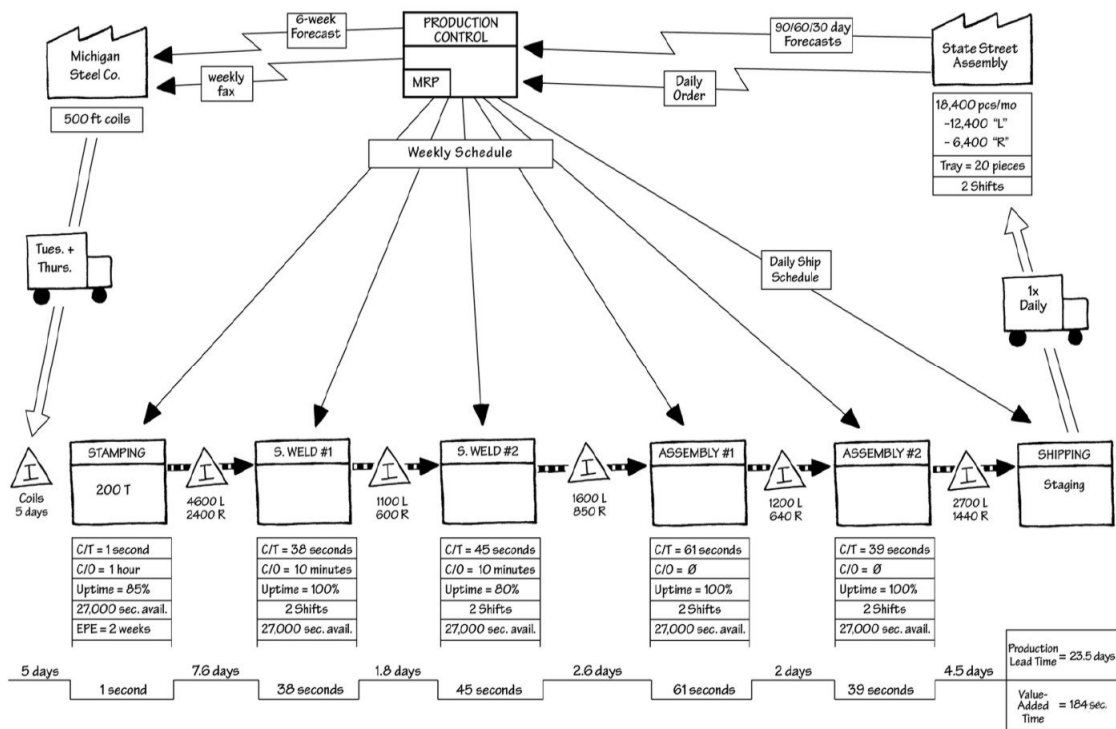 6-week
Forecast
PRODUCTION
CONTROL
90/60/30 day
Forecasts
Michigan
Steel Co.
weekly
fax
MRP
Daily
Order
State Street
Assembly
500 ft coils
18,400 pcs/mo
-12,400 "L"
- 6,400 "R"
Tray = 20 pieces
2 Shifts
Weekly Schedule
Tues. +
Thurs.
Daily Ship
Schedule
1x
Daily
I
Coils
5 days
STAMPING
200 T
I
4600 L
2400 R
S. WELD #1
I
1100 L
600 R
S. WELD #2
I
1600 L
850 R
ASSEMBLY #1
I
1200 L
640 R
ASSEMBLY #2
I
2700 L
1440 R
SHIPPING
Staging
C/T = 1 second
C/O = 1 hour
Uptime = 85%
27,000 sec. avail.
EPE = 2 weeks
C/T = 38 seconds
C/O = 10 minutes
Uptime = 100%
2 Shifts
27,000 sec. avail.
C/T = 45 seconds
C/O = 10 minutes
Uptime = 80%
2 Shifts
27,000 sec. avail.
C/T = 61 seconds
C/O = Ø
Uptime = 100%
2 Shifts
27,000 sec. avail.
C/T = 39 seconds
C/O = Ø
Uptime = 100%
2 Shifts
27,000 sec. avail.
5 days
1 second
7.6 days
38 seconds
1.8 days
45 seconds
2.6 days
61 seconds
2 days
39 seconds
4.5 days
Production
Lead Time = 23.5 days
Value-
Added = 184 sec.
Time